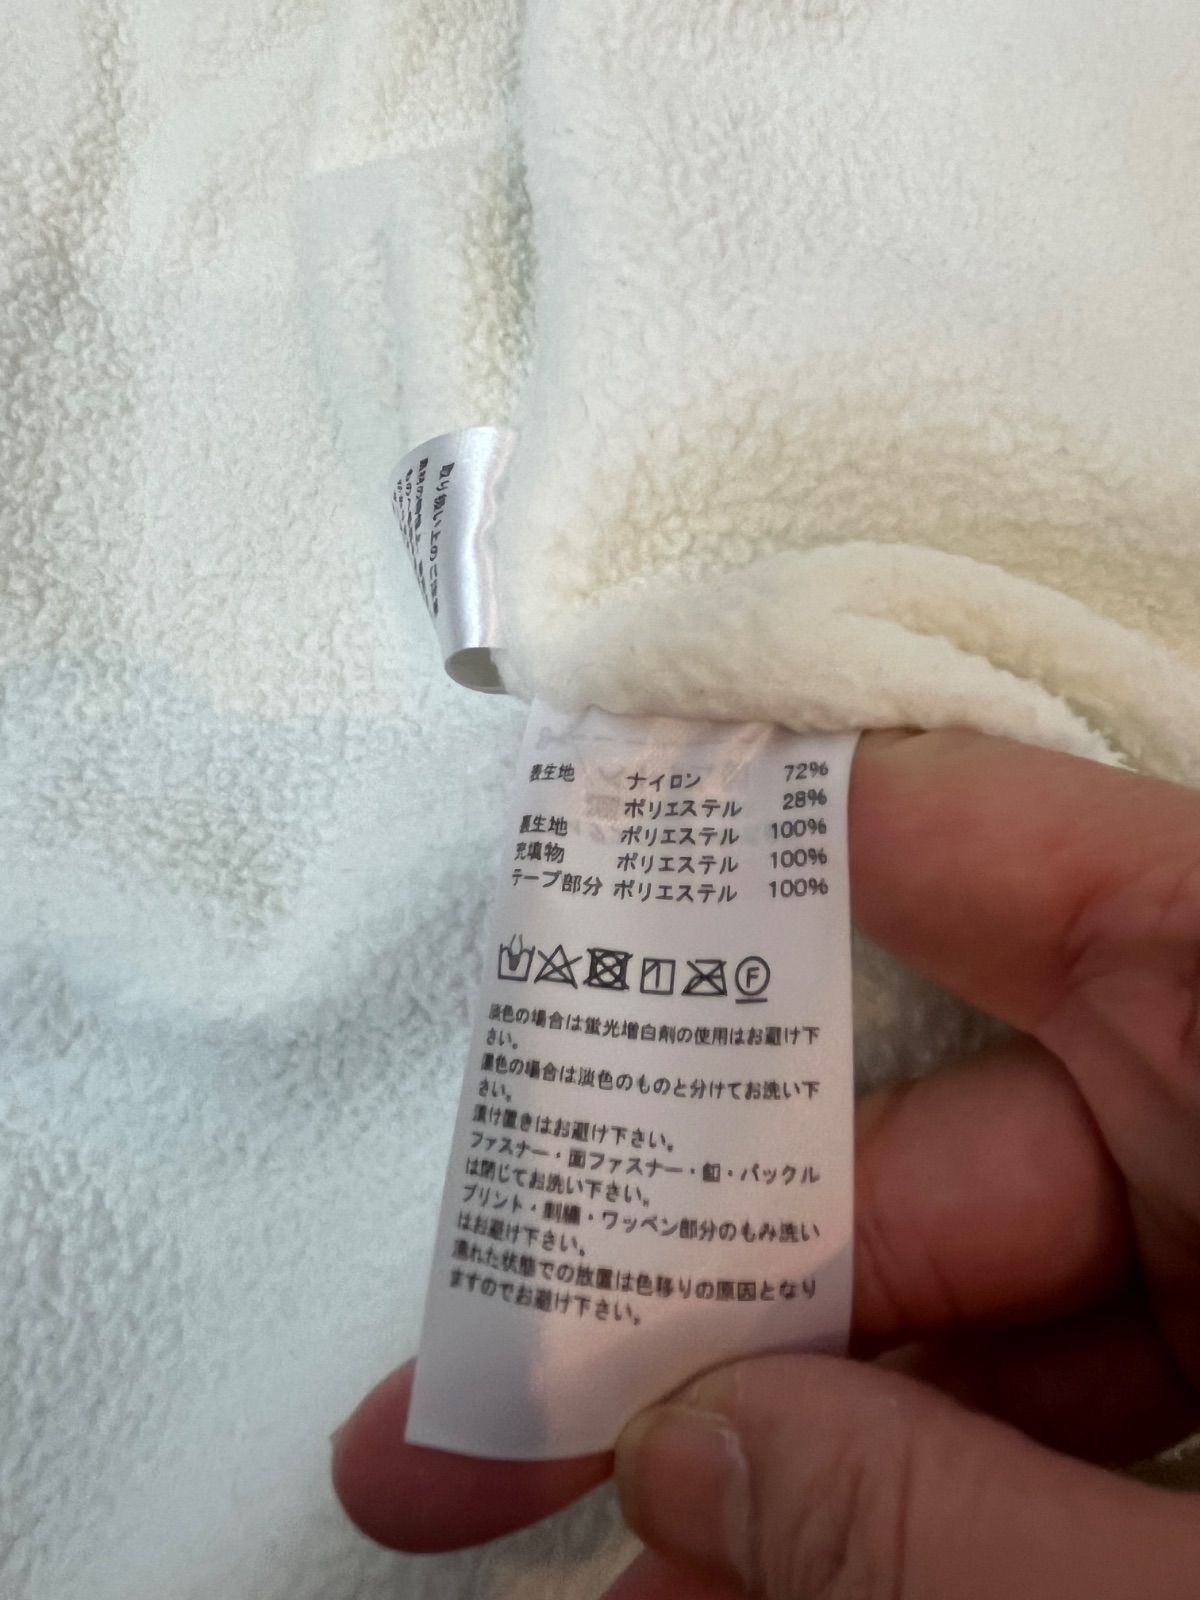 取り扱い上のご注意
表生地 ナイロン 72%
ポリエステル 28%
裏生地 ポリエステル 100%
充填物 ポリエステル 100%
テープ部分 ポリエステル 100%
F
淡色の場合は蛍光増白剤の使用はお避け下
さい。
濃色の場合は淡色のものと分けてお洗い下
さい。
漬け置きはお避け下さい。
ファスナー・面ファスナー・釦・バックル
は閉じてお洗い下さい。
プリント・刺繍・ワッペン部分のもみ洗い
はお避け下さい。
濡れた状態での放置は色移りの原因となり
ますのでお避け下さい。